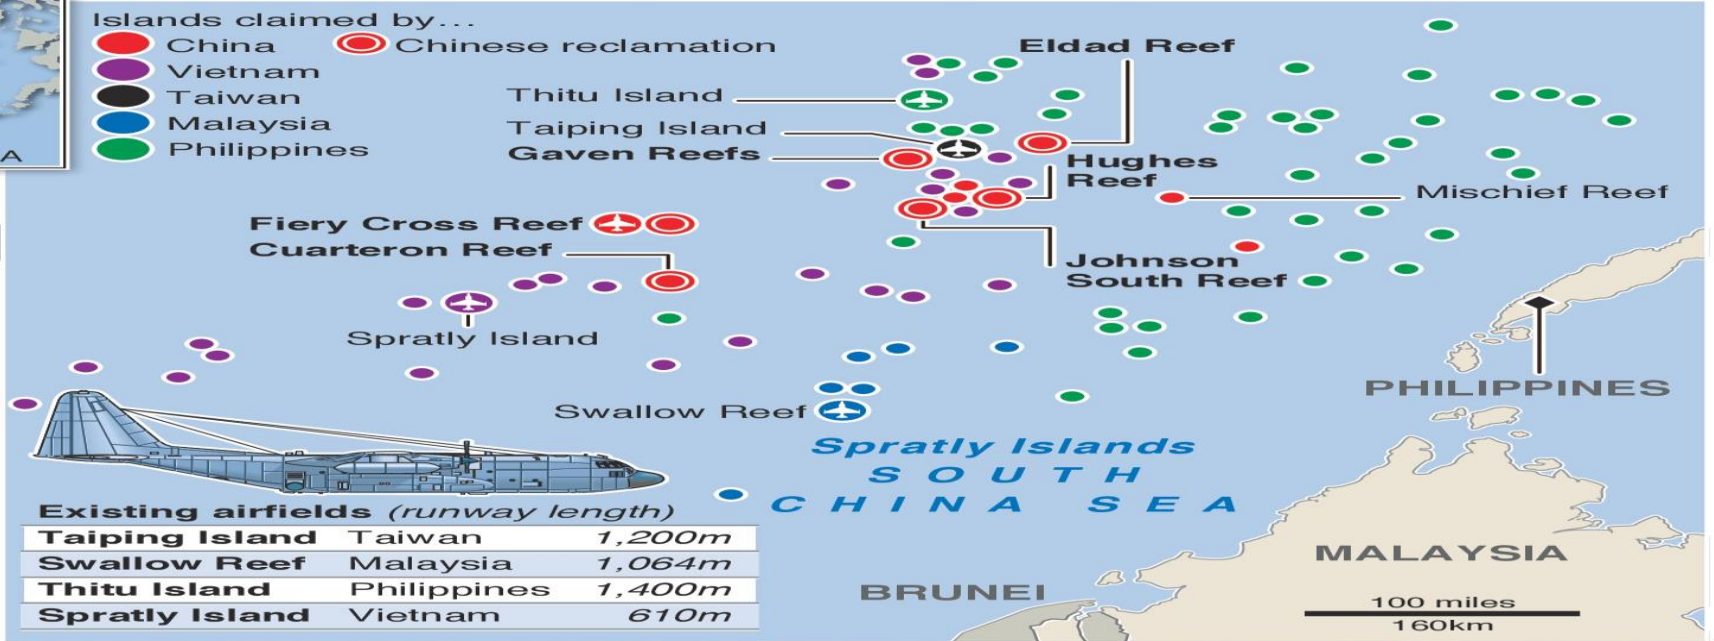 Islands claimed by...
China
Chinese reclamation
Vietnam
Taiwan
Malaysia
Philippines
A
Eldad Reef
Thitu Island
Taiping Island
Gaven Reefs
Hughes
Reef
Mischief Reef
Fiery Cross Reef
Cuarteron Reef
Johnson
South Reef
Spratly Island
PHILIPPINES
Swallow Reef
Spratly Islands
SOUTH
CHINA SEA
Existing airfields (runway length)
Taiping Island Taiwan 1,200m
Swallow Reef Malaysia 1,064m
Thitu Island Philippines 1,400m
Spratly Island Vietnam 610m
MALAYSIA
BRUNEI
100 miles
160km